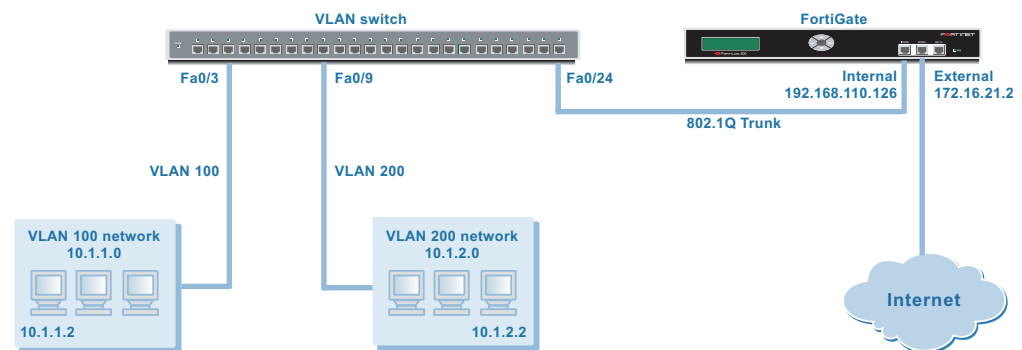 VLAN switch
FortiGate
FORTINET
Fa0/3
Fa0/9
Fa0/24
Internal
192.168.110.126
External
172.16.21.2
802.1Q Trunk
VLAN 100
VLAN 200
VLAN 100 network
10.1.1.0
10.1.1.2
VLAN 200 network
10.1.2.0
10.1.2.2
Internet